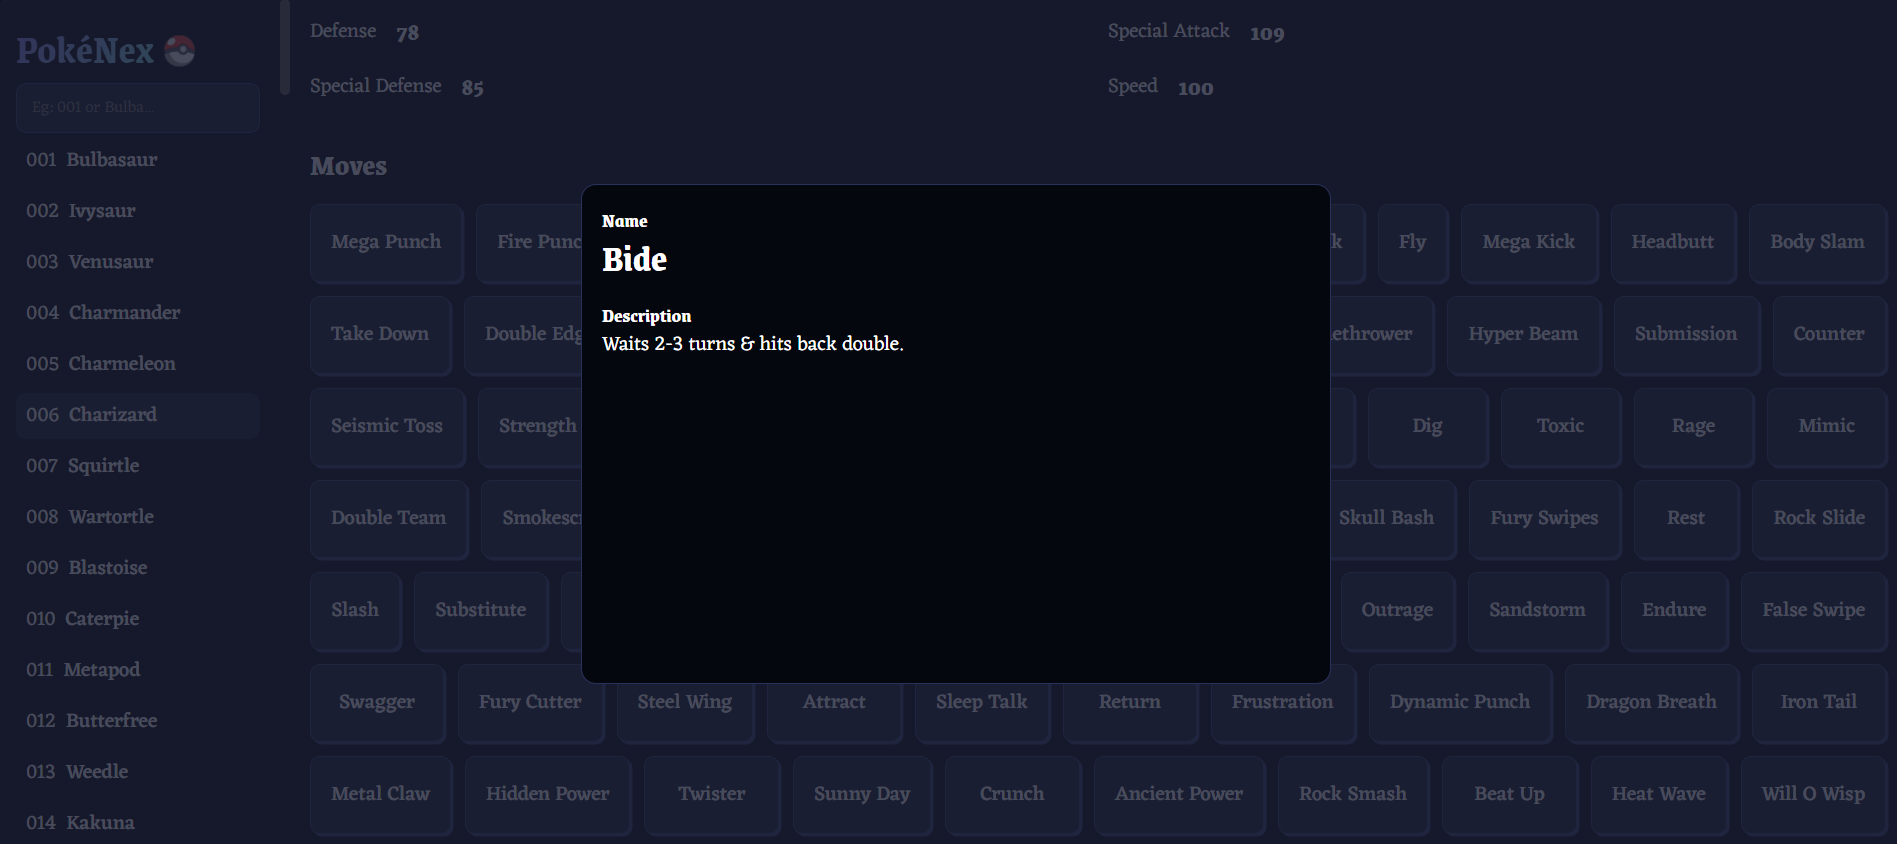 PokéNex
Eg: 001 or Bulba...
001 Bulbasaur
002 Ivysaur
003 Venusaur
004 Charmander
005 Charmeleon
006 Charizard
007 Squirtle
008 Wartortle
009 Blastoise
010 Caterpie
011 Metapod
012 Butterfree
013 Weedle
014 Kakuna
Defense 78
Special Attack 109
Special Defense 85
Speed 100
Moves
Mega Punch Fire Punc k Fly Mega Kick Headbutt Body Slam
Take Down Double Edg ethrower Hyper Beam Submission Counter
Seismic Toss Strength Dig Toxic Rage Mimic
Double Team Smokesc Skull Bash Fury Swipes Rest Rock Slide
Slash Substitute Outrage Sandstorm Endure False Swipe
Swagger Fury Cutter Steel Wing Attract Sleep Talk Return Frustration Dynamic Punch Dragon Breath Iron Tail
Metal Claw Hidden Power Twister Sunny Day Crunch Ancient Power Rock Smash Beat Up Heat Wave Will O Wisp
Name
Bide
Description
Waits 2-3 turns & hits back double.